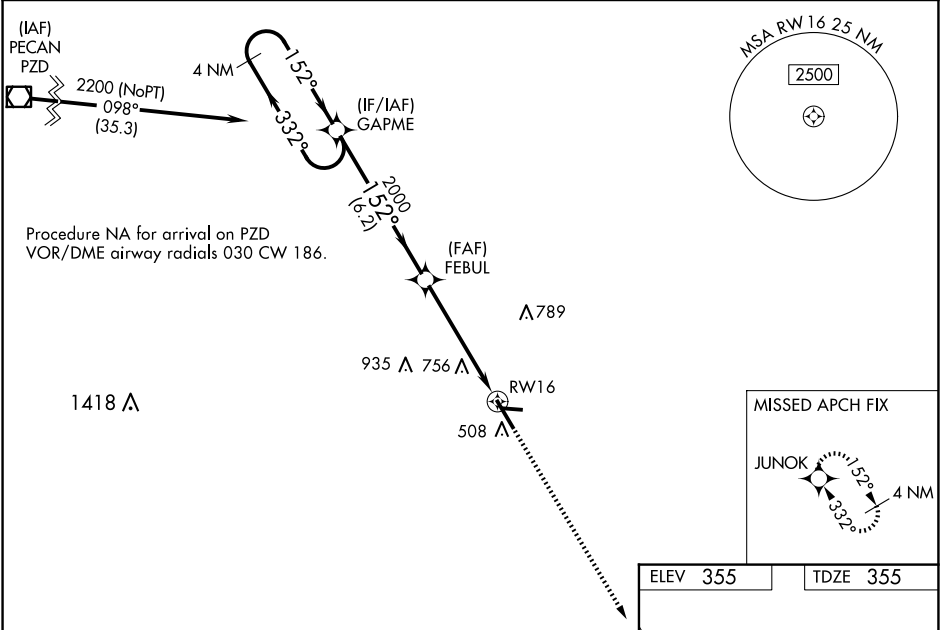 (IAF)
PECAN
PZD
2200 (NoPT)
098°
(35.3)
4 NM
152°
332°
(IF/IAF)
GAPME
2000
152°
(6.2)
MSA RW16 25 NM
2500
Procedure NA for arrival on PZD
VOR/DME airway radials 030 CW 186.
(FAF)
FEBUL
789
935
756
RW16
1418
508
MISSED APCH FIX
JUNOK
152°
4 NM
332°
ELEV 355
TDZE 355